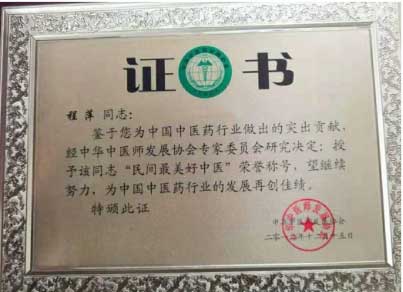 证书
程萍同志：
鉴于您为中国中医药行业做出的突出贡献，
经中华中医师发展协会专家委员会研究决定：授
予该同志“民间最美好中医”荣誉称号，望继续
努力，为中国中医药行业的发展再创佳绩。
特颁此证